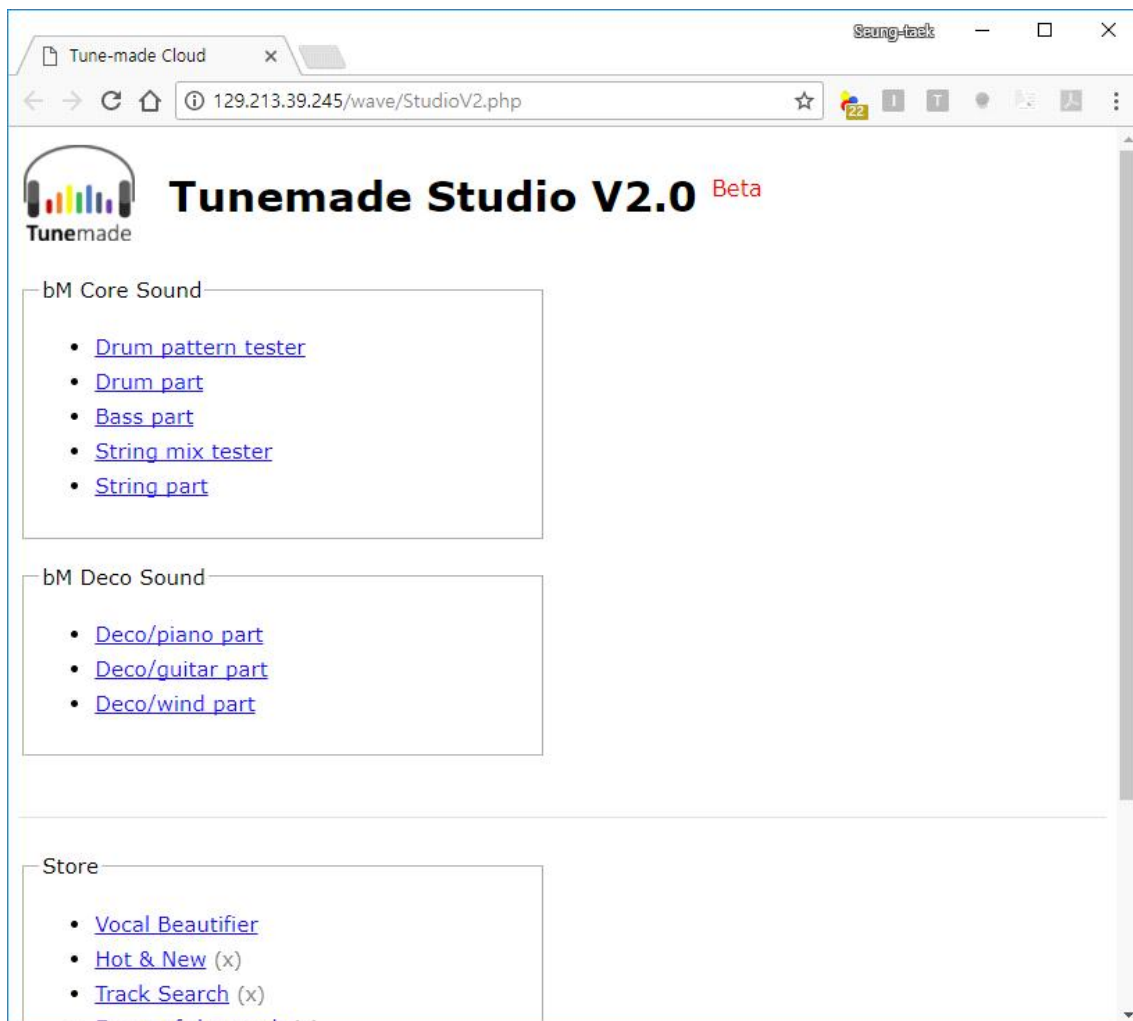 Seung-taek
Tune-made Cloud
129.213.39.245/wave/StudioV2.php
22
I
T
Tunemade
Tunemade Studio V2.0 Beta
bM Core Sound
Drum pattern tester
Drum part
Bass part
String mix tester
String part
bM Deco Sound
Deco/piano part
Deco/guitar part
Deco/wind part
Store
Vocal Beautifier
Hot & New (x)
Track Search (x)